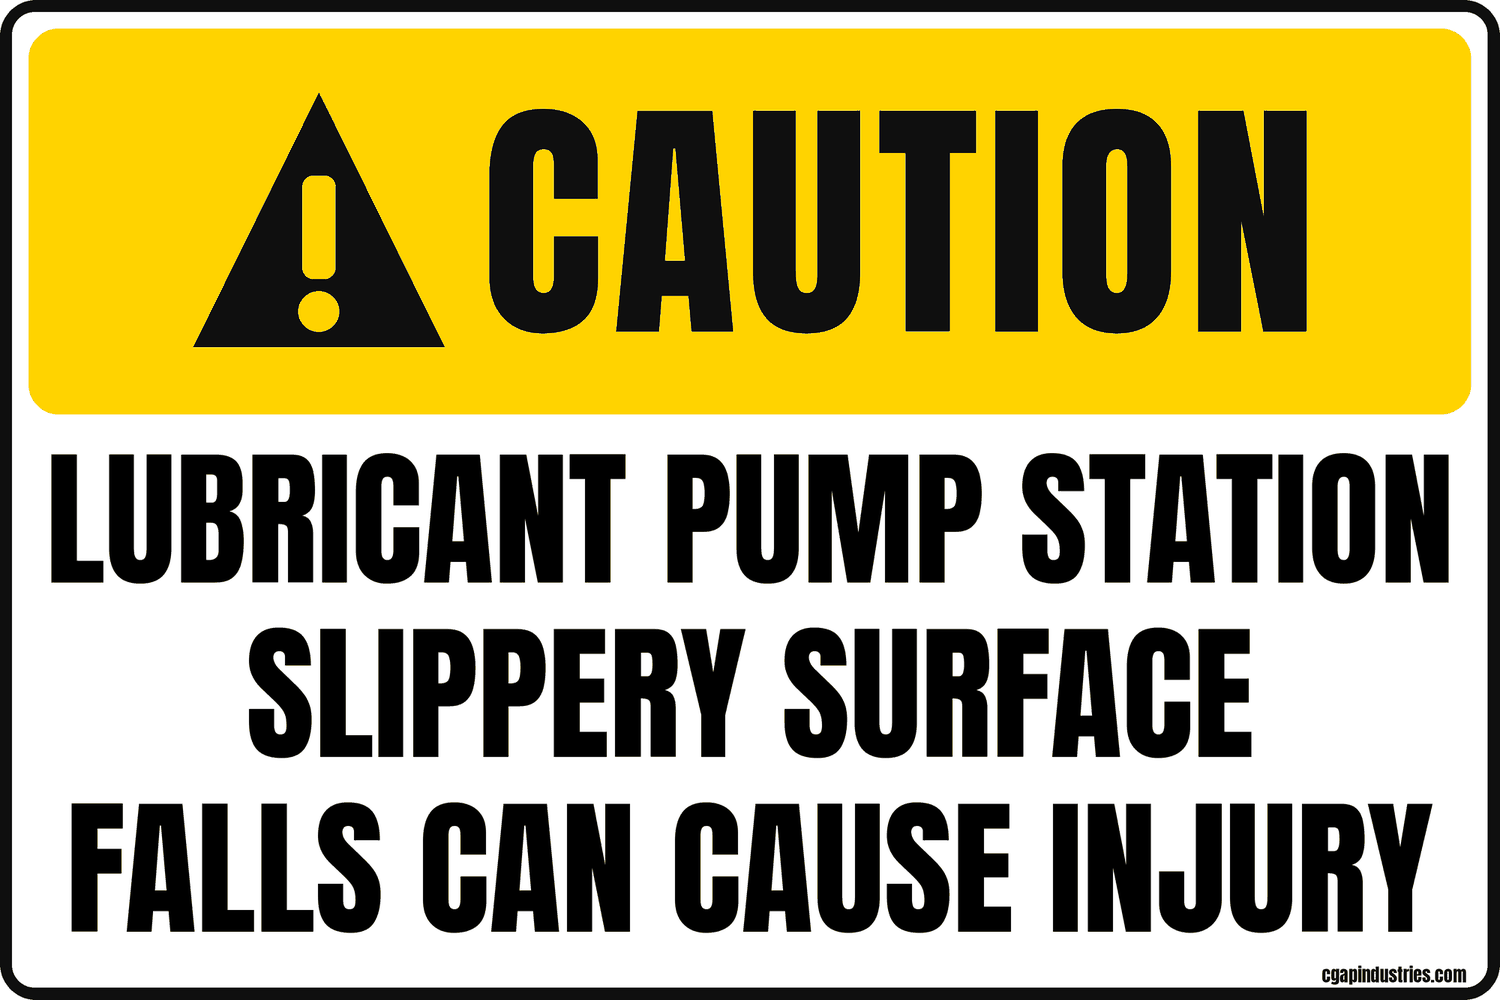 CAUTION
LUBRICANT PUMP STATION
SLIPPERY SURFACE
FALLS CAN CAUSE INJURY
cgapindustries.com